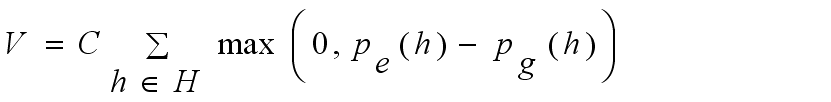 V = C ∑ h ∈ H max ( 0 , p_e ( h ) − p_g ( h ) )